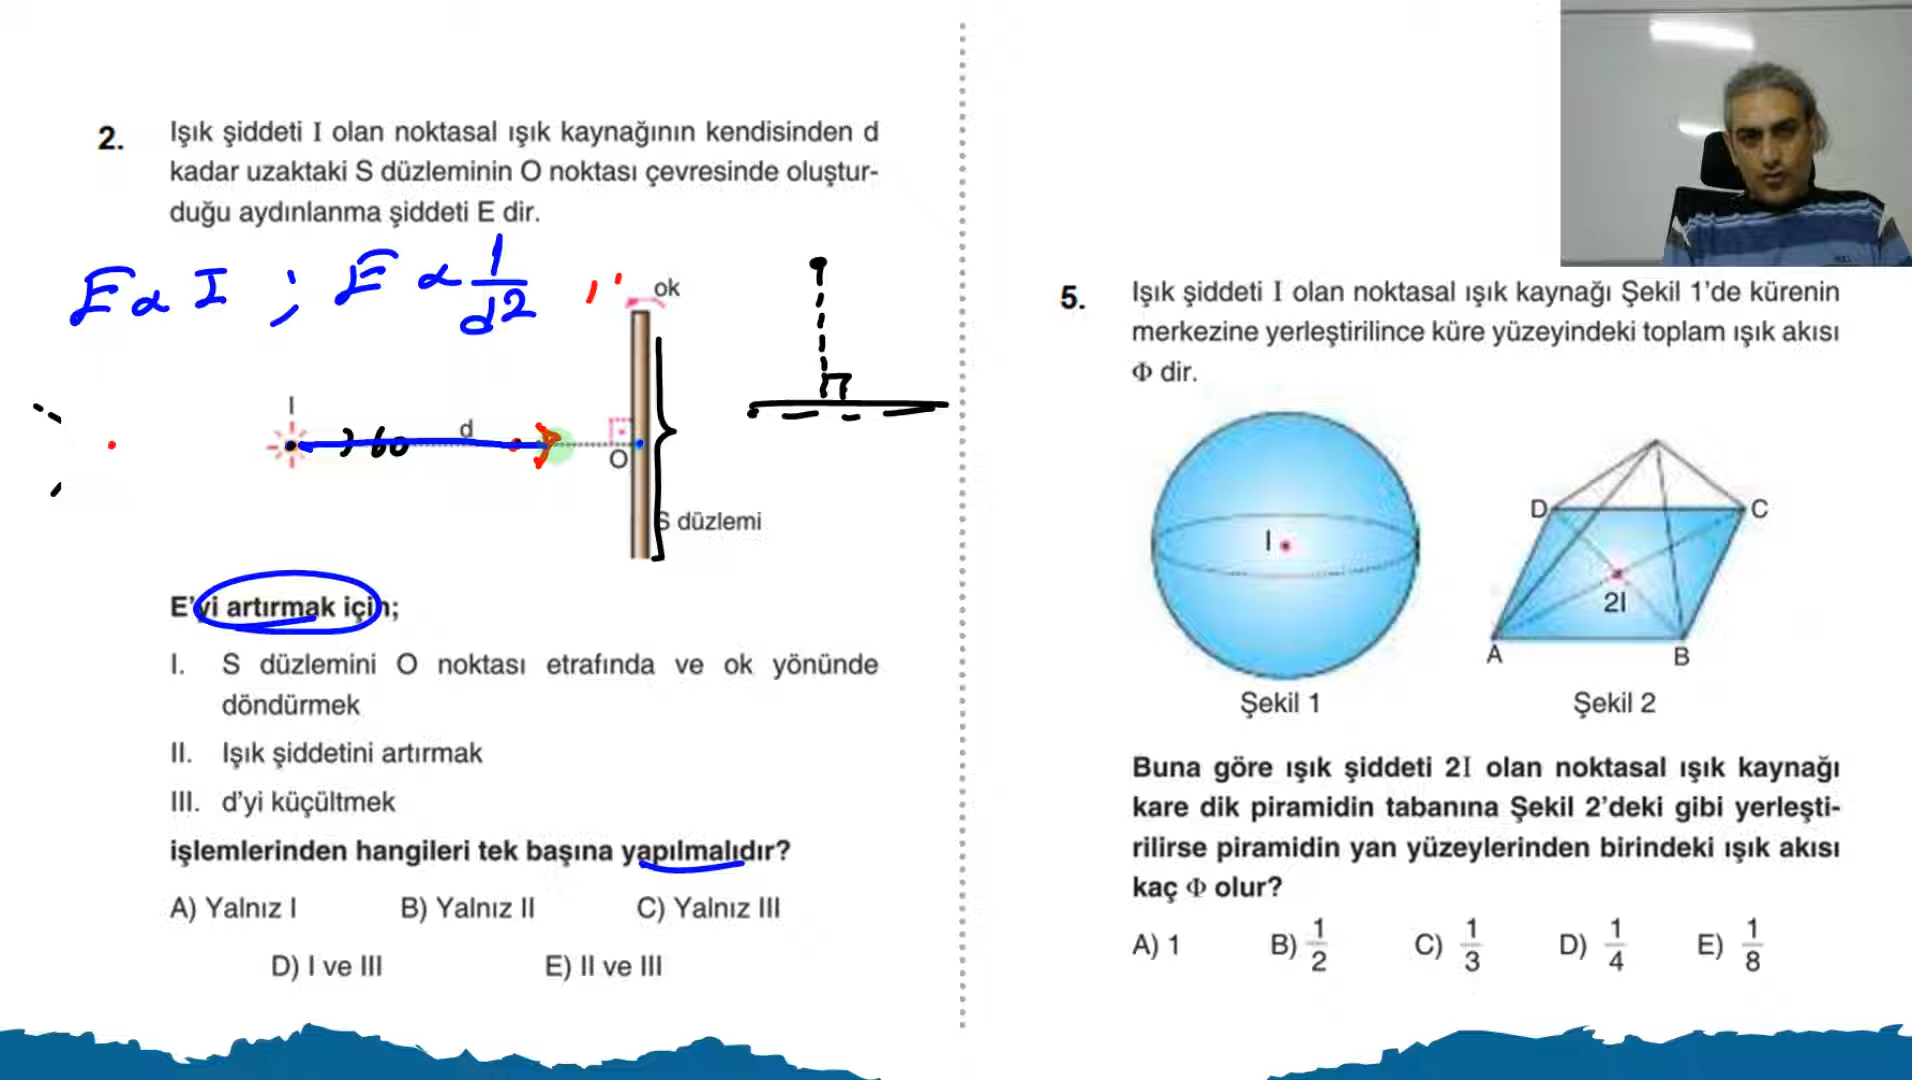 2.
Işık şiddeti I olan noktasal ışık kaynağının kendisinden d
kadar uzaktaki S düzleminin O noktası çevresinde oluştur-
duğu aydınlanma şiddeti E dir.
E α I ; E α 1/d2
ok
I
d
O
S düzlemi
E'yi artırmak için;
I. S düzlemini O noktası etrafında ve ok yönünde
döndürmek
II. Işık şiddetini artırmak
III. d'yi küçültmek
işlemlerinden hangileri tek başına yapılmalıdır?
A) Yalnız I B) Yalnız II C) Yalnız III
D) I ve III E) II ve III
5.
Işık şiddeti I olan noktasal ışık kaynağı Şekil 1'de kürenin
merkezine yerleştirilince küre yüzeyindeki toplam ışık akısı
Φ dir.
I
D C
2I
A B
Şekil 1 Şekil 2
Buna göre ışık şiddeti 2I olan noktasal ışık kaynağı
kare dik piramidin tabanına Şekil 2'deki gibi yerleşti-
rilirse piramidin yan yüzeylerinden birindeki ışık akısı
kaç Φ olur?
A) 1 B) 1/2 C) 1/3 D) 1/4 E) 1/8